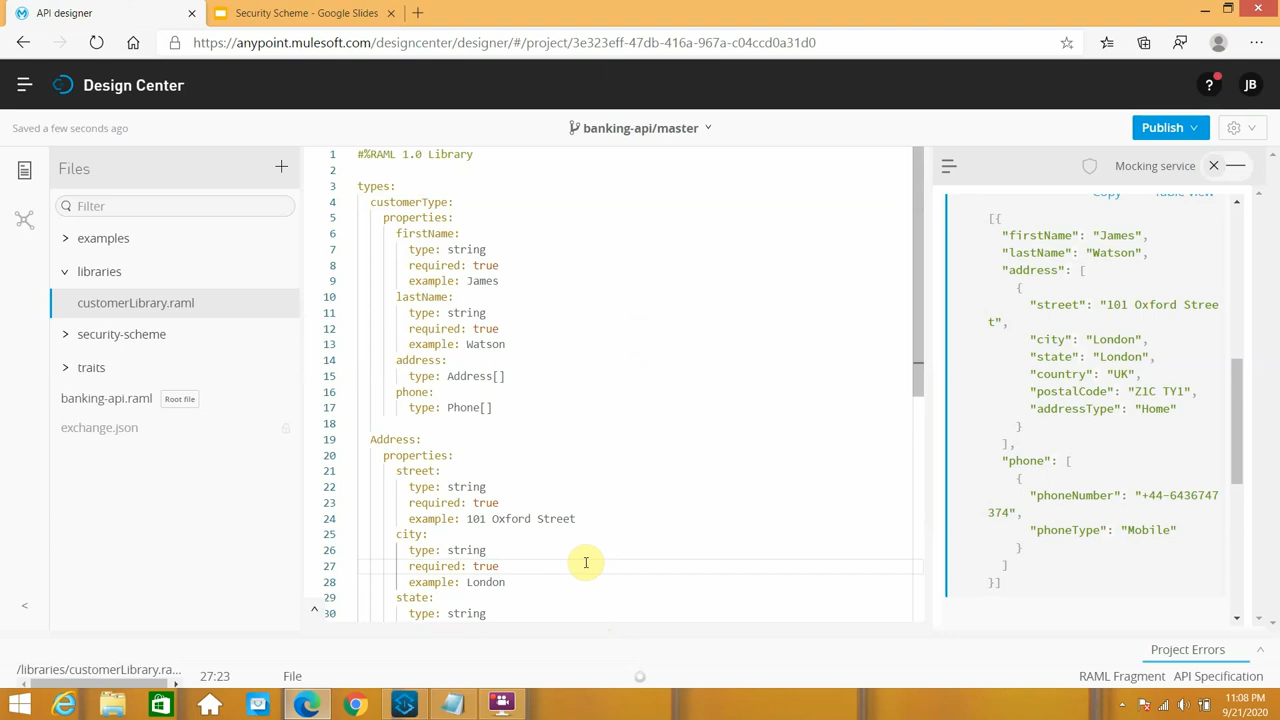 API designer
Security Scheme - Google Slides
https://anypoint.mulesoft.com/designcenter/designer/#/project/3e323eff-47db-416a-967a-c04ccd0a31d0
Design Center
?
JB
Saved a few seconds ago
banking-api/master
Publish
Files
Filter
examples
libraries
customerLibrary.raml
security-scheme
traits
banking-api.raml
Root file
exchange.json
1 #%RAML 1.0 Library
2
3 types:
4 customerType:
5 properties:
6 firstName:
7 type: string
8 required: true
9 example: James
10 lastName:
11 type: string
12 required: true
13 example: Watson
14 address:
15 type: Address[]
16 phone:
17 type: Phone[]
18
19 Address:
20 properties:
21 street:
22 type: string
23 required: true
24 example: 101 Oxford Street
25 city:
26 type: string
27 required: true
28 example: London
29 state:
30 type: string
Mocking service
Copy Table view
[{
"firstName": "James",
"lastName": "Watson",
"address": [
{
"street": "101 Oxford Stree
t",
"city": "London",
"state": "London",
"country": "UK",
"postalCode": "Z1C TY1",
"addressType": "Home"
}
],
"phone": [
{
"phoneNumber": "+44-6436747
374",
"phoneType": "Mobile"
}
]
}]
Project Errors
/libraries/customerLibrary.ra...
27:23
File
RAML Fragment
API Specification
11:08 PM
9/21/2020